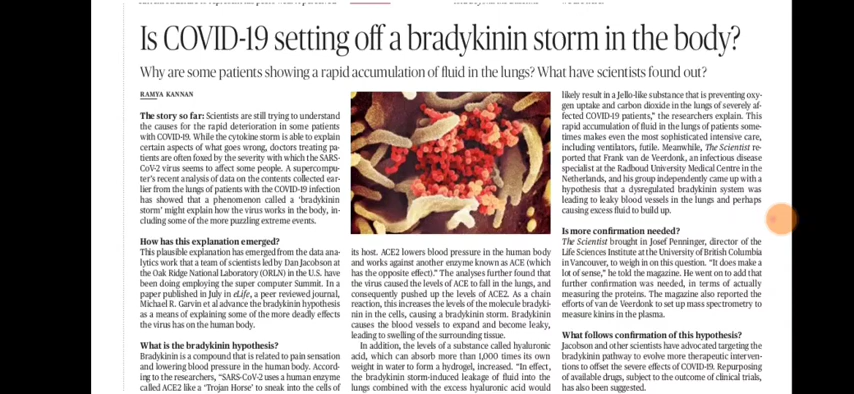 Is COVID-19 setting off a bradykinin storm in the body?
Why are some patients showing a rapid accumulation of fluid in the lungs? What have scientists found out?
RAMYA KANNAN
The story so far: Scientists are still trying to understand
the causes for the rapid deterioration in some patients
with COVID-19. While the cytokine storm is able to explain
certain aspects of what goes wrong, doctors treating pa-
tients are often foxed by the severity with which the SARS-
CoV-2 virus seems to affect some people. A supercompu-
ter's recent analysis of data on the contents collected ear-
lier from the lungs of patients with the COVID-19 infection
has showed that a phenomenon called a 'bradykinin
storm' might explain how the virus works in the body, in-
cluding some of the more puzzling extreme events.
How has this explanation emerged?
This plausible explanation has emerged from the data ana-
lytics work that a team of scientists led by Dan Jacobson at
the Oak Ridge National Laboratory (ORLN) in the U.S. have
been doing employing the super computer Summit. In a
paper published in July in eLife, a peer reviewed journal,
Michael R. Garvin et al advance the bradykinin hypothesis
as a means of explaining some of the more deadly effects
the virus has on the human body.
What is the bradykinin hypothesis?
Bradykinin is a compound that is related to pain sensation
and lowering blood pressure in the human body. Accord-
ing to the researchers, "SARS-CoV-2 uses a human enzyme
called ACE2 like a 'Trojan Horse' to sneak into the cells of
its host. ACE2 lowers blood pressure in the human body
and works against another enzyme known as ACE (which
has the opposite effect)." The analyses further found that
the virus caused the levels of ACE to fall in the lungs, and
consequently pushed up the levels of ACE2. As a chain
reaction, this increases the levels of the molecule bradyki-
nin in the cells, causing a bradykinin storm. Bradykinin
causes the blood vessels to expand and become leaky,
leading to swelling of the surrounding tissue.
In addition, the levels of a substance called hyaluronic
acid, which can absorb more than 1,000 times its own
weight in water to form a hydrogel, increased. "In effect,
the bradykinin storm-induced leakage of fluid into the
lungs combined with the excess hyaluronic acid would
likely result in a Jello-like substance that is preventing oxy-
gen uptake and carbon dioxide in the lungs of severely af-
fected COVID-19 patients," the researchers explain. This
rapid accumulation of fluid in the lungs of patients some-
times makes even the most sophisticated intensive care,
including ventilators, futile. Meanwhile, The Scientist re-
ported that Frank van de Veerdonk, an infectious disease
specialist at the Radboud University Medical Centre in the
Netherlands, and his group independently came up with a
hypothesis that a dysregulated bradykinin system was
leading to leaky blood vessels in the lungs and perhaps
causing excess fluid to build up.
Is more confirmation needed?
The Scientist brought in Josef Penninger, director of the
Life Sciences Institute at the University of British Columbia
in Vancouver, to weigh in on this question. "It does make a
lot of sense," he told the magazine. He went on to add that
further confirmation was needed, in terms of actually
measuring the proteins. The magazine also reported the
efforts of van de Veerdonk to set up mass spectrometry to
measure kinins in the plasma.
What follows confirmation of this hypothesis?
Jacobson and other scientists have advocated targeting the
bradykinin pathway to evolve more therapeutic interven-
tions to offset the severe effects of COVID-19. Repurposing
of available drugs, subject to the outcome of clinical trials,
has also been suggested.